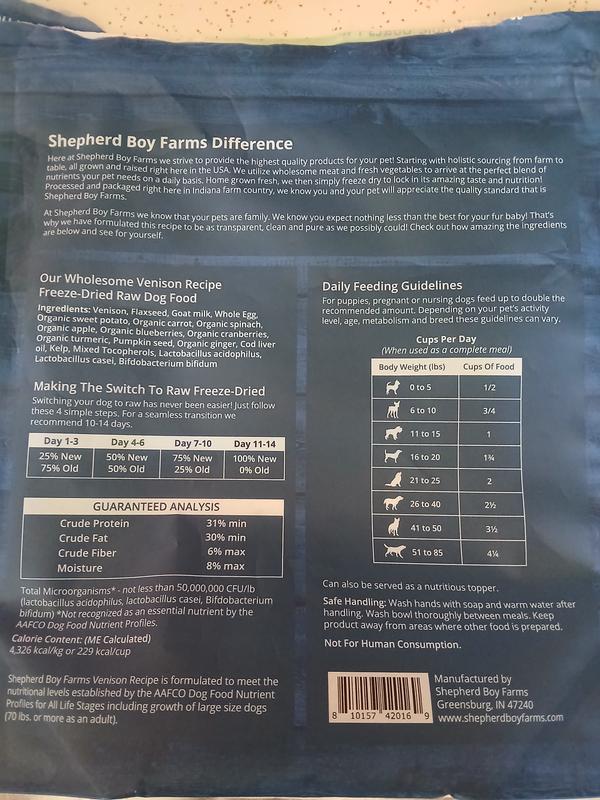 Shepherd Boy Farms Difference
Here at Shepherd Boy Farms we strive to provide the highest quality products for your pet! Starting with holistic sourcing from farm to
table, all grown and raised right here in the USA. We utilize wholesome meat and fresh vegetables to arrive at the perfect blend of
nutrients your pet needs on a daily basis. Home grown fresh, we then simply freeze dry to lock in its amazing taste and nutrition!
Processed and packaged right here in Indiana farm country, we know you and your pet will appreciate the quality standard that is
Shepherd Boy Farms.
At Shepherd Boy Farms we know that your pets are family. We know you expect nothing less than the best for your fur baby! That's
why we have formulated this recipe to be as transparent, clean and pure as we possibly could! Check out how amazing the ingredients
are below and see for yourself.
Our Wholesome Venison Recipe
Freeze-Dried Raw Dog Food
Ingredients: Venison, Flaxseed, Goat milk, Whole Egg,
Organic sweet potato, Organic carrot, Organic spinach,
Organic apple, Organic blueberries, Organic cranberries,
Organic turmeric, Pumpkin seed, Organic ginger, Cod liver
oil, Kelp, Mixed Tocopherols, Lactobacillus acidophilus,
Lactobacillus casei, Bifdobacterium bifidum
Making The Switch To Raw Freeze-Dried
Switching your dog to raw has never been easier! Just follow
these 4 simple steps. For a seamless transition we
recommend 10-14 days.
Day 1-3 Day 4-6 Day 7-10 Day 11-14
25% New 50% New 75% New 100% New
75% Old 50% Old 25% Old 0% Old
GUARANTEED ANALYSIS
Crude Protein 31% min
Crude Fat 30% min
Crude Fiber 6% max
Moisture 8% max
Total Microorganisms* - not less than 50,000,000 CFU/lb
(lactobacillus acidophilus, lactobacillus casei, Bifdobacterium
bifidum) *Not recognized as an essential nutrient by the
AAFCO Dog Food Nutrient Profiles.
Calorie Content: (ME Calculated)
4,326 kcal/kg or 229 kcal/cup
Shepherd Boy Farms Venison Recipe is formulated to meet the
nutritional levels established by the AAFCO Dog Food Nutrient
Profiles for All Life Stages including growth of large size dogs
(70 lbs. or more as an adult).
Daily Feeding Guidelines
For puppies, pregnant or nursing dogs feed up to double the
recommended amount. Depending on your pet's activity
level, age, metabolism and breed these guidelines can vary.
Cups Per Day
(When used as a complete meal)
Body Weight (lbs) Cups Of Food
0 to 5 1/2
6 to 10 3/4
11 to 15 1
16 to 20 1¾
21 to 25 2
26 to 40 2½
41 to 50 3½
51 to 85 4¼
Can also be served as a nutritious topper.
Safe Handling: Wash hands with soap and warm water after
handling. Wash bowl thoroughly between meals. Keep
product away from areas where other food is prepared.
Not For Human Consumption.
8 10157 42016 9
Manufactured by
Shepherd Boy Farms
Greensburg, IN 47240
www.shepherdboyfarms.com